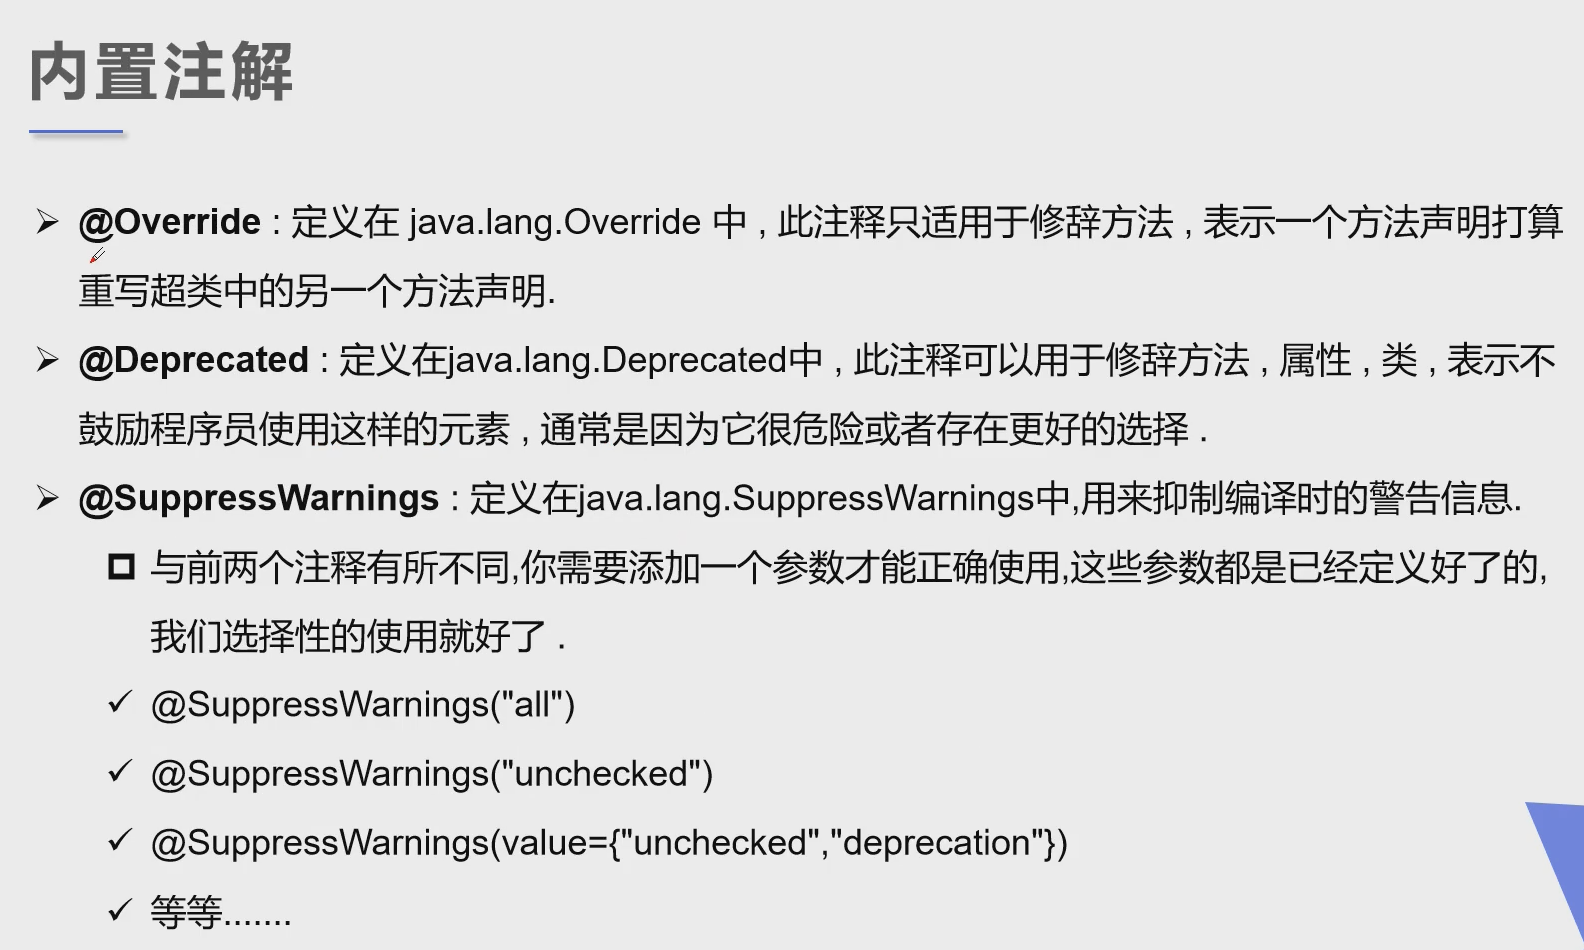 内置注解
@Override : 定义在 java.lang.Override 中 , 此注释只适用于修辞方法 , 表示一个方法声明打算
重写超类中的另一个方法声明.
@Deprecated : 定义在java.lang.Deprecated中 , 此注释可以用于修辞方法 , 属性 , 类 , 表示不
鼓励程序员使用这样的元素 , 通常是因为它很危险或者存在更好的选择 .
@SuppressWarnings : 定义在java.lang.SuppressWarnings中,用来抑制编译时的警告信息.
与前两个注释有所不同,你需要添加一个参数才能正确使用,这些参数都是已经定义好了的,
我们选择性的使用就好了 .
@SuppressWarnings("all")
@SuppressWarnings("unchecked")
@SuppressWarnings(value={"unchecked","deprecation"})
等等.......